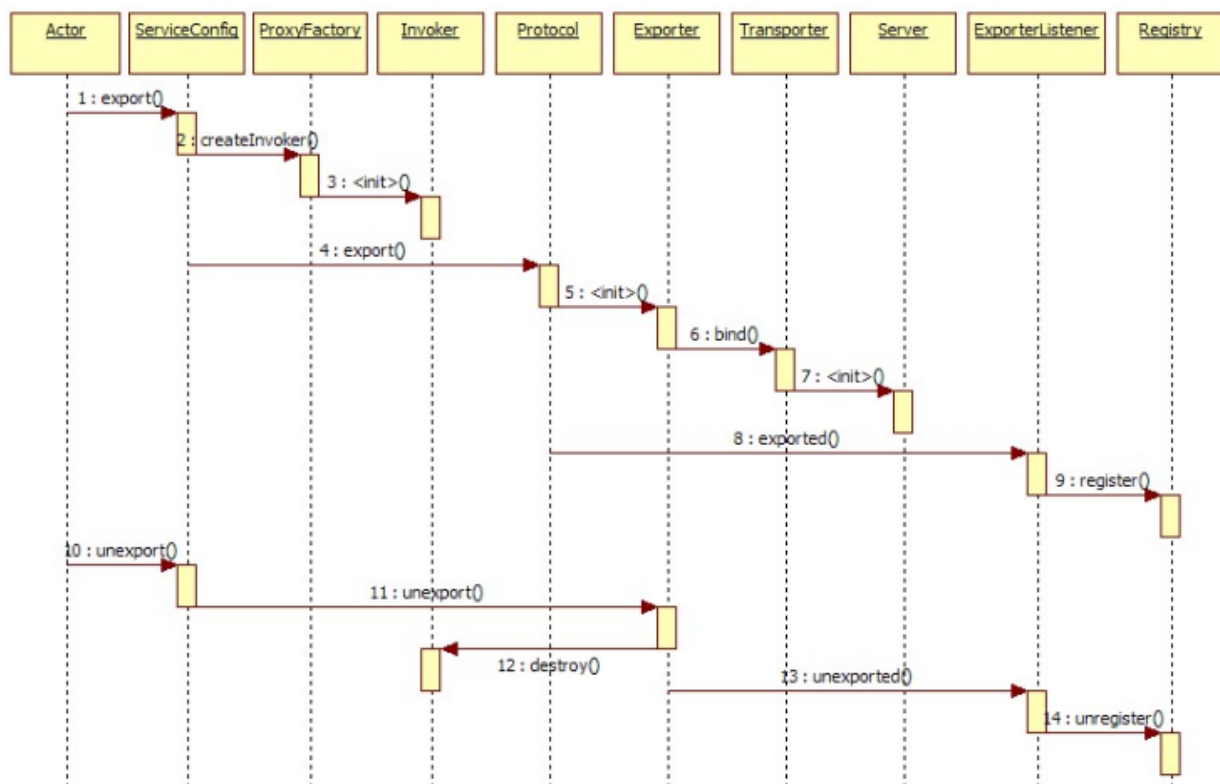 Actor
ServiceConfig
ProxyFactory
Invoker
Protocol
Exporter
Transporter
Server
ExporterListener
Registry
1 : export()
2 : createInvoker()
3 : <init>()
4 : export()
5 : <init>()
6 : bind()
7 : <init>()
8 : exported()
9 : register()
10 : unexport()
11 : unexport()
12 : destroy()
13 : unexported()
14 : unregister()